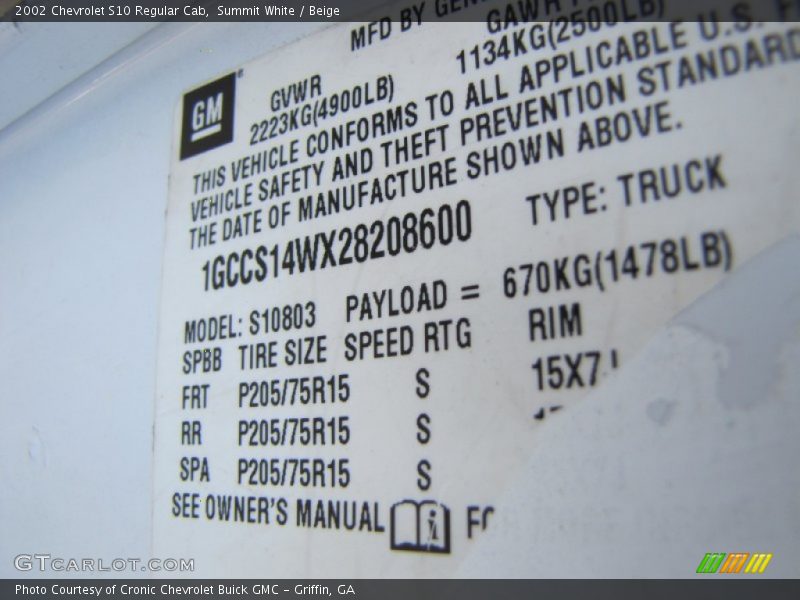 2002 Chevrolet S10 Regular Cab,  Summit White / Beige
MFD BY
GVWR
2223KG(4900LB)
1134KG(2500LB)
GM
THIS VEHICLE CONFORMS TO ALL APPLICABLE U.S.
VEHICLE SAFETY AND THEFT PREVENTION STANDARD
THE DATE OF MANUFACTURE SHOWN ABOVE.
1GCCS14WX28208600 TYPE: TRUCK
MODEL: S10803 PAYLOAD = 670KG(1478LB)
SPBB TIRE SIZE SPEED RTG RIM
FRT P205/75R15 S 15X7
RR P205/75R15 S
SPA P205/75R15 S
SEE OWNER'S MANUAL
GTCARLOT.COM
Photo Courtesy of Cronic Chevrolet Buick GMC – Griffin, GA